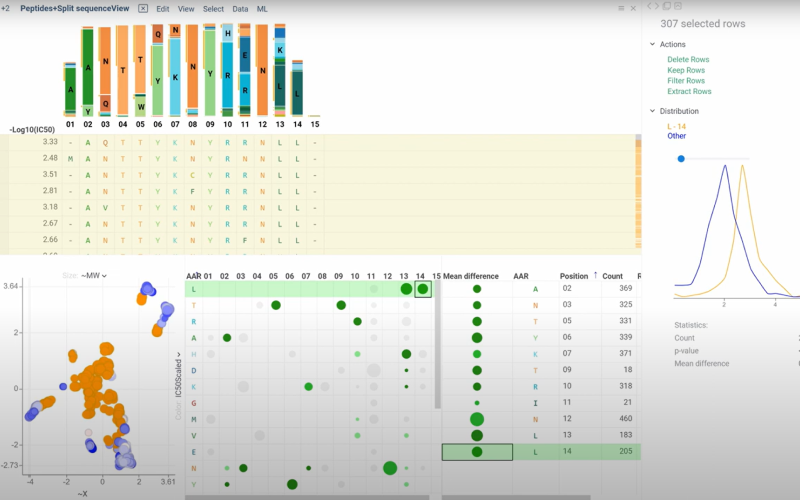 +2 Peptides+Split sequenceView Edit View Select Data ML
307 selected rows
Actions
Delete Rows
Keep Rows
Filter Rows
Extract Rows
Distribution
L - 14
Other
2 4
Statistics:
Count
p-value
Mean difference
A A Y N Q T T W Q Y N K N Y H R E R N K L L
01 02 03 04 05 06 07 08 09 10 11 12 13 14 15
-Log10(IC50)
3.33 - A Q T T Y K N Y R R N L L -
2.48 M A N T T Y K N Y R N N L L -
3.51 - A N T T Y K C Y R R N L L -
2.81 - A N T T Y K F Y R R N L L -
3.18 - A V T T Y K N Y R R N L L -
2.67 - A N T T Y K N Y R R N L L -
2.66 - A N T T Y K N Y R F N L L -
Size: ~MW
3.64
2
0
-2
-2.73
-4 -2 0 2 3.61
~X
Color: IC50Scaled
AAR 01 02 03 04 05 06 07 08 09 10 11 12 13 14 15
L
T
R
A
H
D
K
G
M
V
E
N
Y
Mean difference AAR Position ↑ Count R
A 02 369
N 03 325
T 05 331
Y 06 339
K 07 371
T 09 18
R 10 318
I 11 21
N 12 460
L 13 183
L 14 205